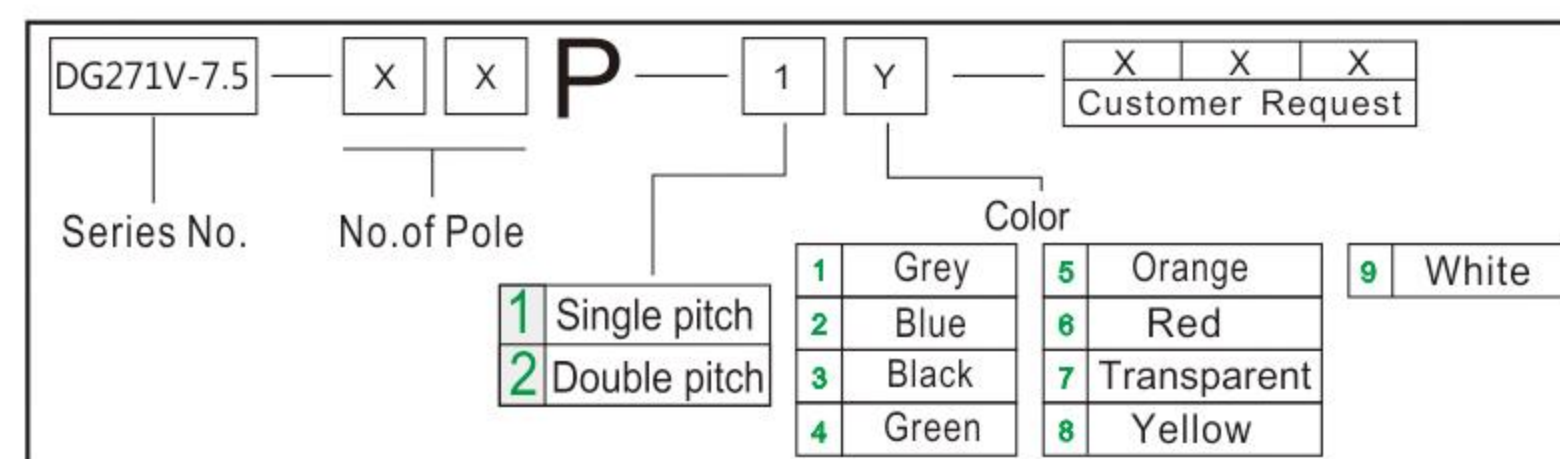 DG271V-7.5 — X X P — 1 Y — X X X
Customer Request
Series No. No.of Pole
Color
1 Grey 5 Orange 9 White
1 Single pitch 2 Blue 6 Red
2 Double pitch 3 Black 7 Transparent
4 Green 8 Yellow